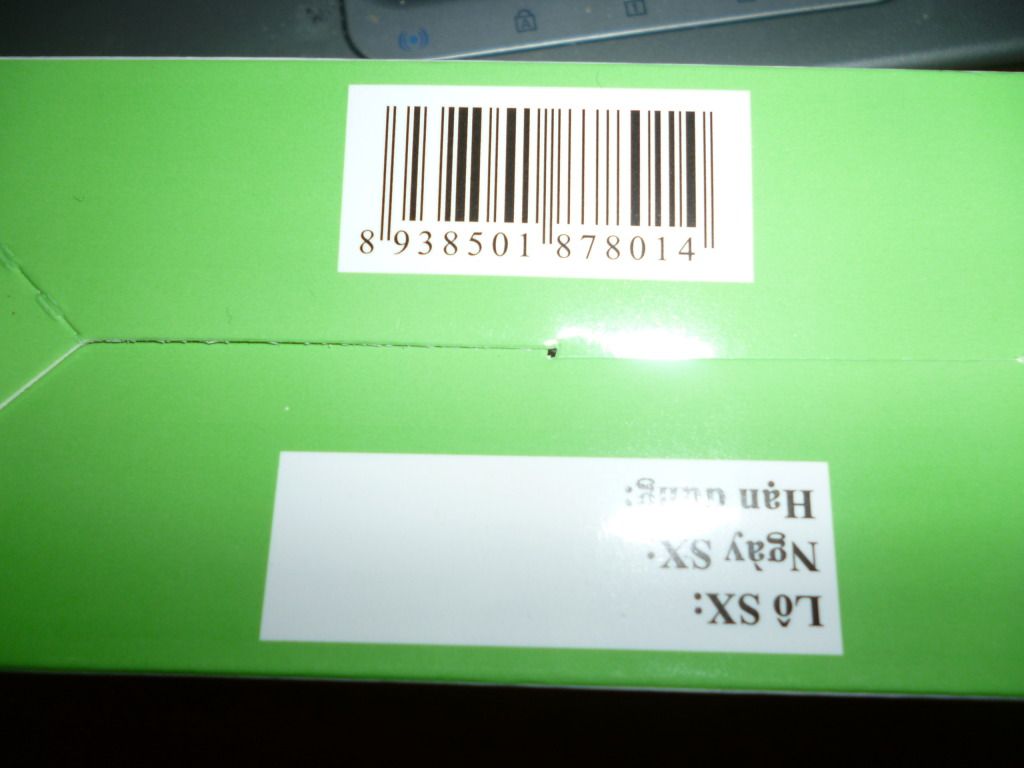 8 938501 878014
Lô SX:
Ngày SX:
Hạn dùng: